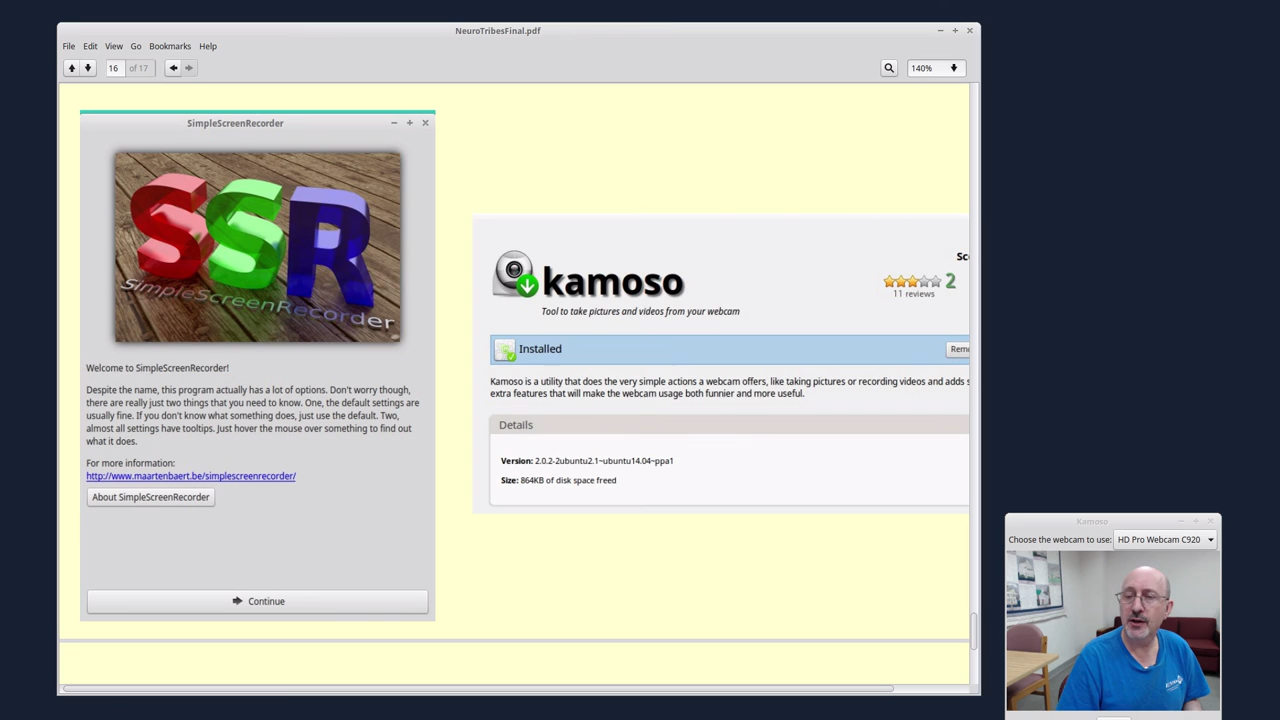 NeuroTribesFinal.pdf
File Edit View Go Bookmarks Help
16 of 17
140%
SimpleScreenRecorder
SSR
SimpleScreenRecorder
Welcome to SimpleScreenRecorder!
Despite the name, this program actually has a lot of options. Don't worry though,
there are really just two things that you need to know. One, the default settings are
usually fine. If you don't know what something does, just use the default. Two,
almost all settings have tooltips. Just hover the mouse over something to find out
what it does.
For more information:
http://www.maartenbaert.be/simplescreenrecorder/
About SimpleScreenRecorder
Continue
Sc
kamoso
2
11 reviews
Tool to take pictures and videos from your webcam
Installed
Rem
Kamoso is a utility that does the very simple actions a webcam offers, like taking pictures or recording videos and adds s
extra features that will make the webcam usage both funnier and more useful.
Details
Version: 2.0.2-2ubuntu2.1~ubuntu14.04~ppa1
Size: 864KB of disk space freed
Kamoso
Choose the webcam to use: HD Pro Webcam C920